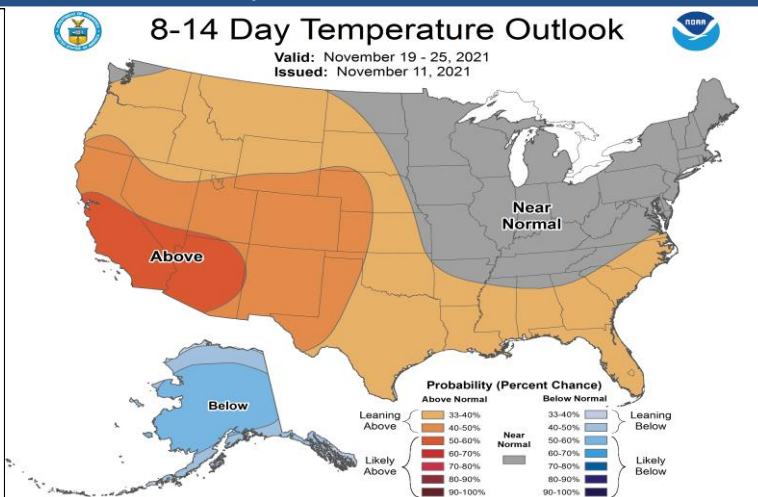 8-14 Day Temperature Outlook
NOAA
Valid: November 19 - 25, 2021
Issued: November 11, 2021
Near
Normal
Above
Below
Probability (Percent Chance)
Above Normal
Below Normal
Leaning
Above
33-40%
40-50%
Likely
Above
50-60%
60-70%
70-80%
80-90%
90-100%
Near
Normal
33-40%
40-50%
Leaning
Below
50-60%
60-70%
70-80%
80-90%
90-100%
Likely
Below